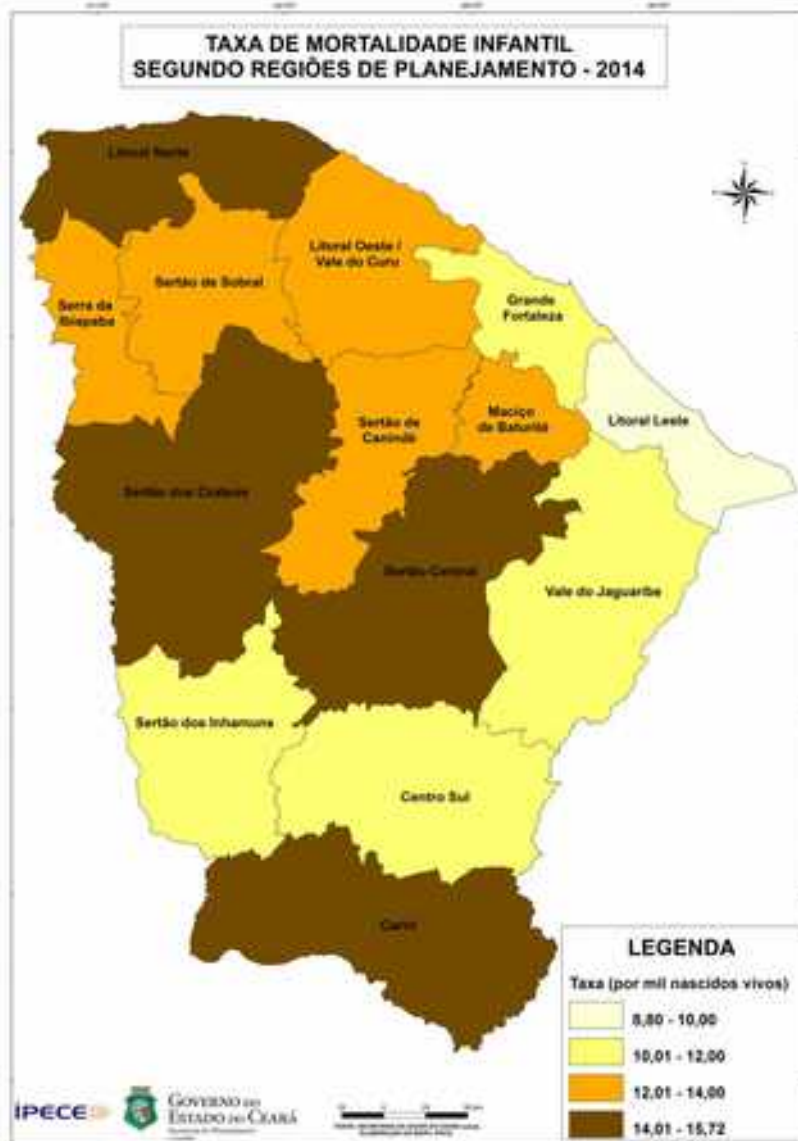 TAXA DE MORTALIDADE INFANTIL
SEGUNDO REGIÕES DE PLANEJAMENTO - 2014
Litoral Norte
Litoral Oeste /
Vale do Curu
Sertão de Sobral
Serra da
Ibiapaba
Grande
Fortaleza
Sertão de
Canindé
Maciço
de Baturité
Litoral Leste
Sertão dos Crateús
Sertão Central
Vale do Jaguaribe
Sertão dos Inhamuns
Centro Sul
Cariri
LEGENDA
Taxa (por mil nascidos vivos)
8,80 - 10,00
10,01 - 12,00
12,01 - 14,00
14,01 - 15,72
IPECE
GOVERNO DO
ESTADO DO CEARÁ